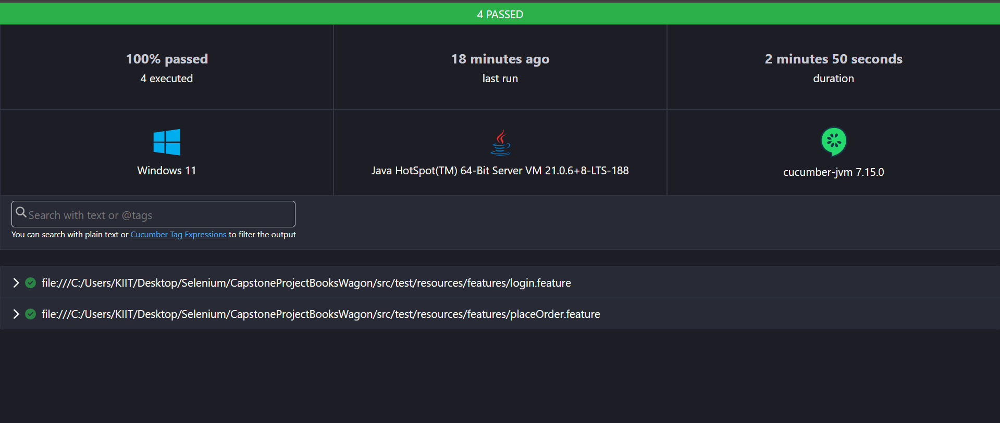 4 PASSED
100% passed
4 executed
18 minutes ago
last run
2 minutes 50 seconds
duration
Windows 11
Java HotSpot(TM) 64-Bit Server VM 21.0.6+8-LTS-188
cucumber-jvm 7.15.0
Search with text or @tags
You can search with plain text or Cucumber Tag Expressions to filter the output
file:///C:/Users/KIIT/Desktop/Selenium/CapstoneProjectBooksWagon/src/test/resources/features/login.feature
file:///C:/Users/KIIT/Desktop/Selenium/CapstoneProjectBooksWagon/src/test/resources/features/placeOrder.feature